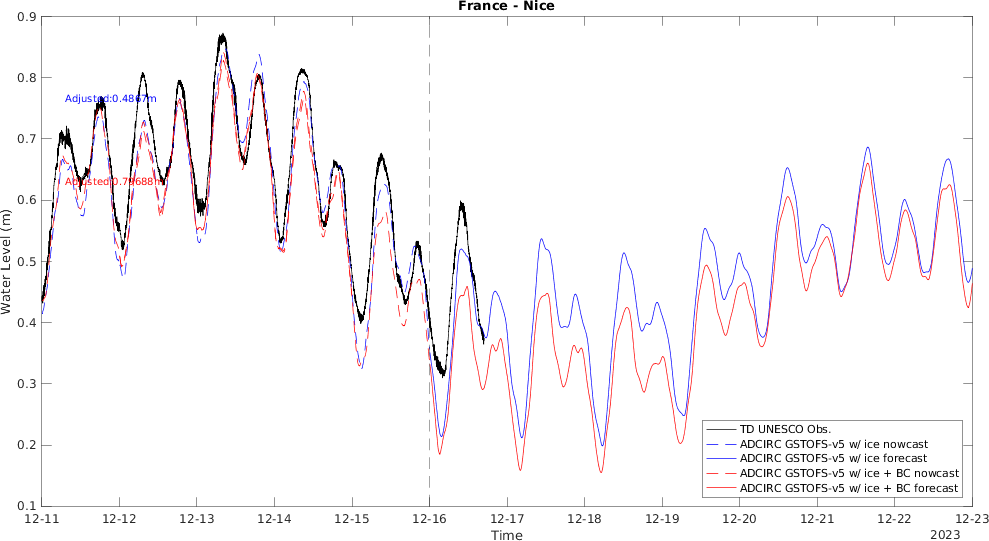 France - Nice
0.9
0.8
0.7
0.6
0.5
0.4
0.3
0.2
0.1
Water Level (m)
Adjusted:0.4867m
Adjusted:0.79688m
TD UNESCO Obs.
ADCIRC GSTOFS-v5 w/ ice nowcast
ADCIRC GSTOFS-v5 w/ ice forecast
ADCIRC GSTOFS-v5 w/ ice + BC nowcast
ADCIRC GSTOFS-v5 w/ ice + BC forecast
12-11 12-12 12-13 12-14 12-15 12-16 12-17 12-18 12-19 12-20 12-21 12-22 12-23
Time
2023